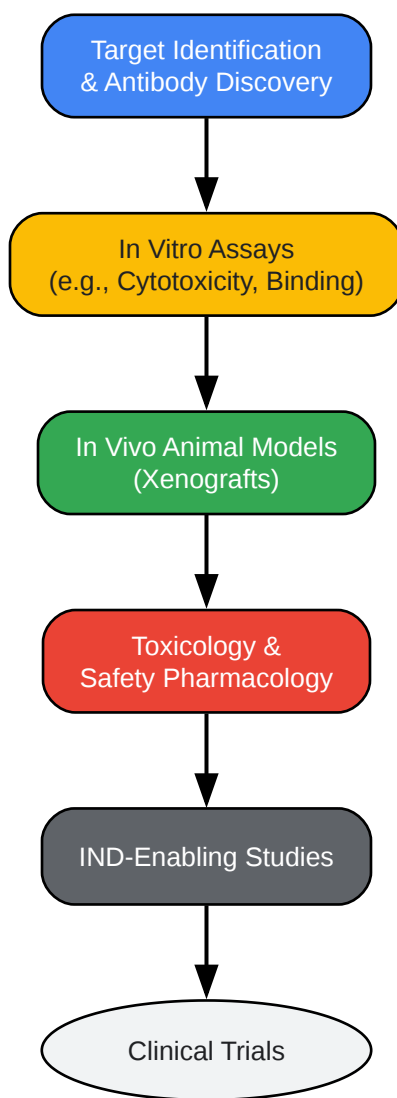 Target Identification
& Antibody Discovery
In Vitro Assays
(e.g., Cytotoxicity, Binding)
In Vivo Animal Models
(Xenografts)
Toxicology &
Safety Pharmacology
IND-Enabling Studies
Clinical Trials